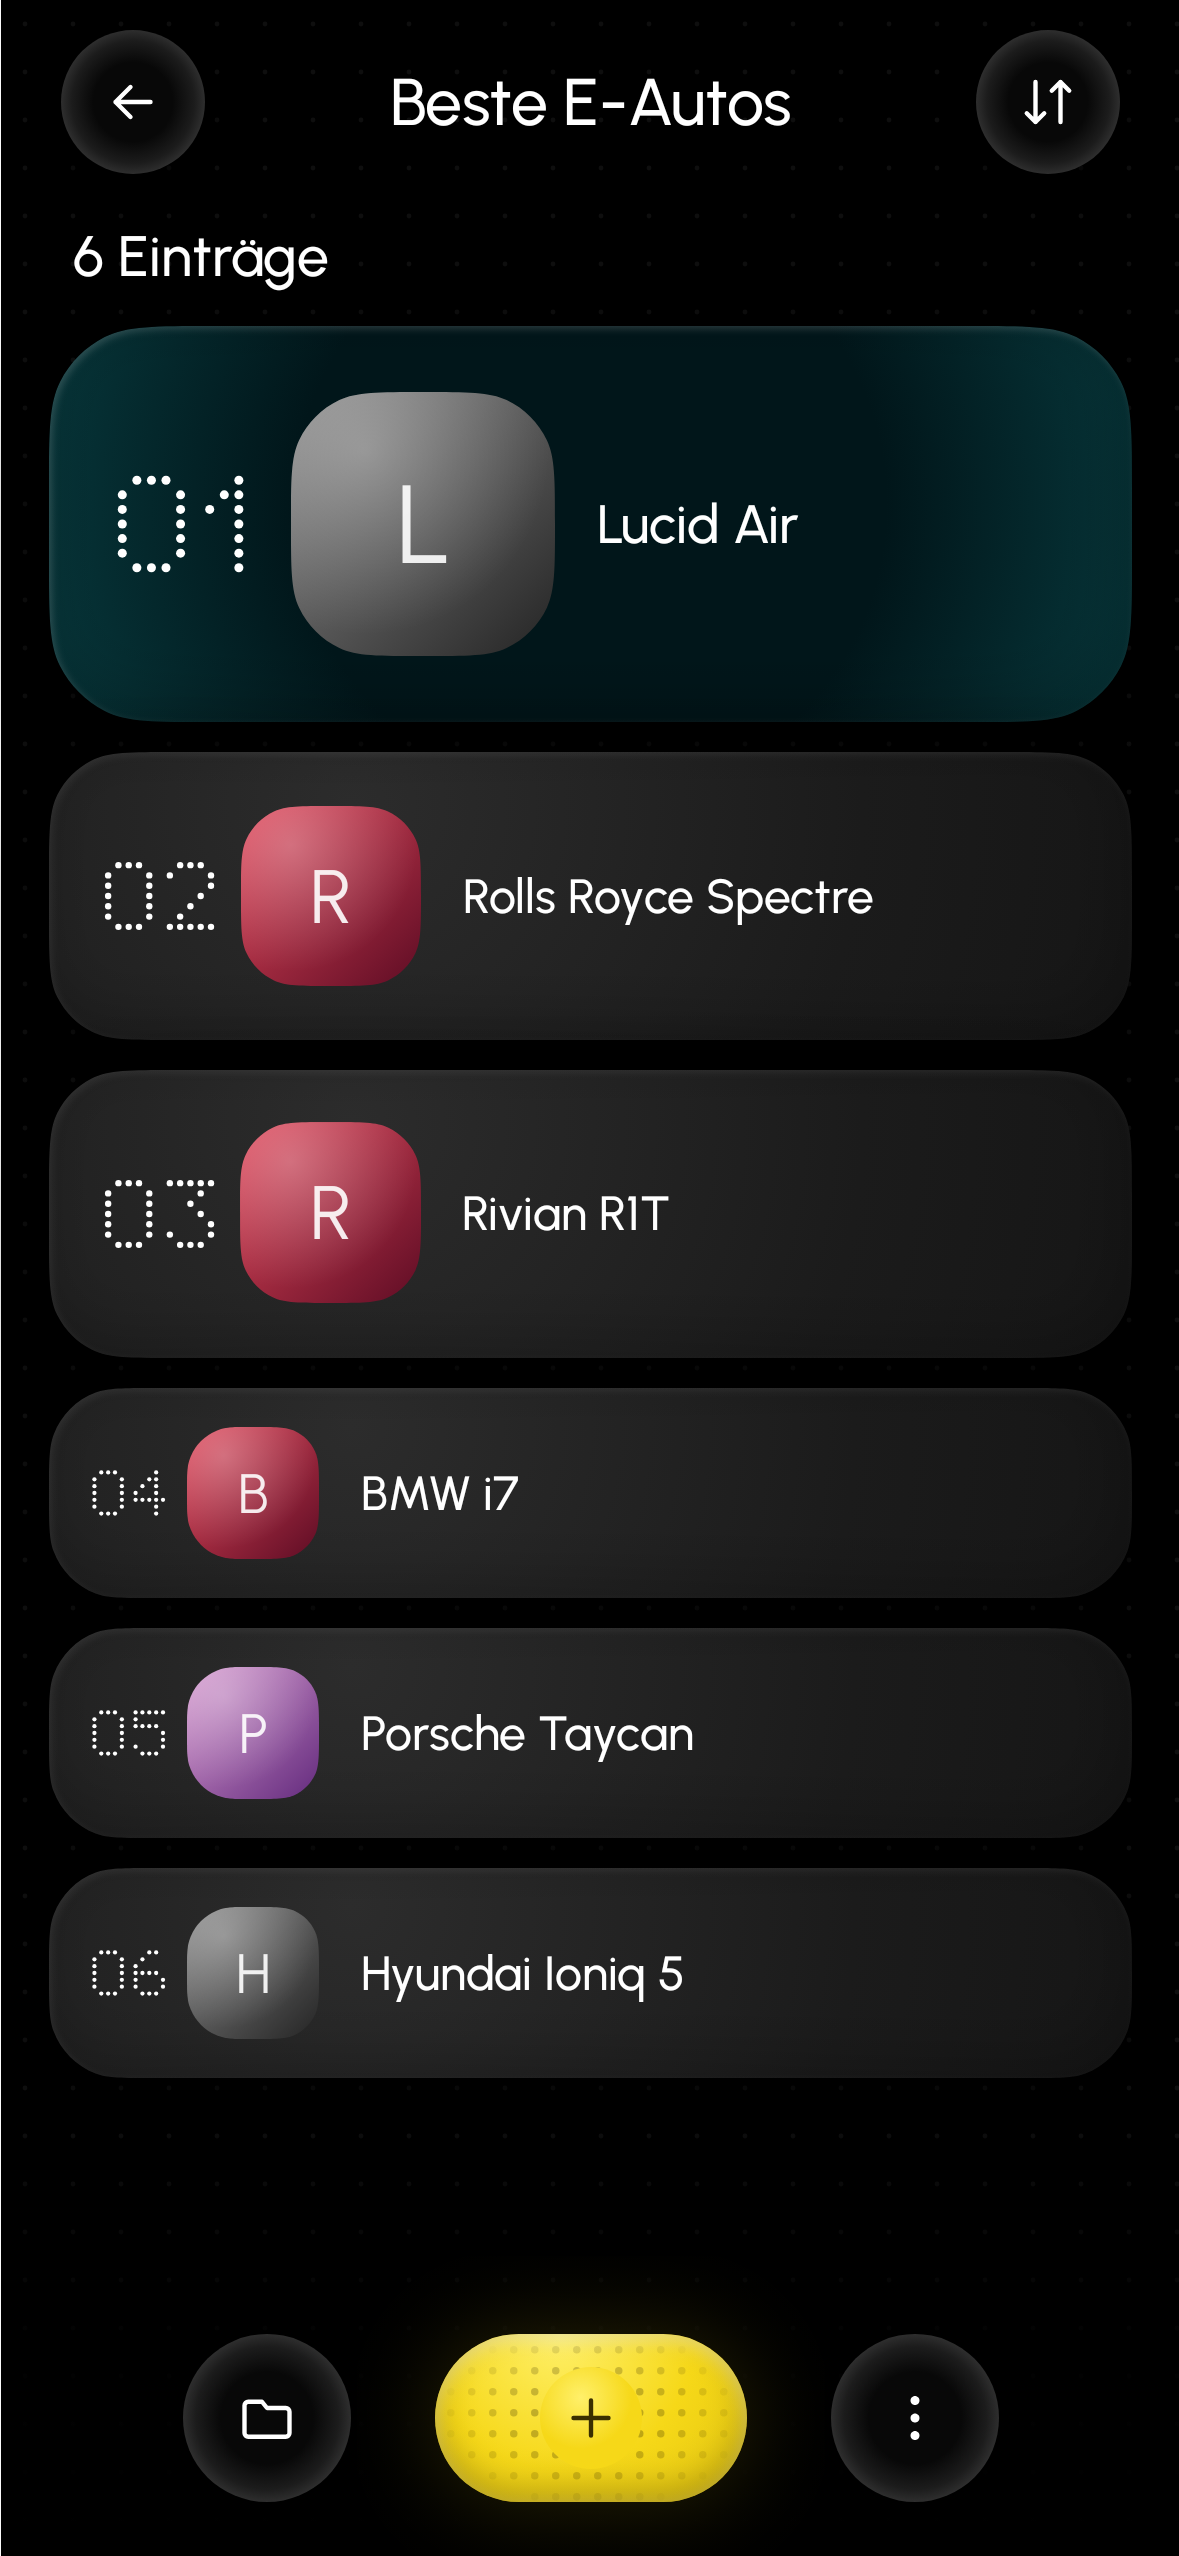 Beste E-Autos
6 Einträge
01
L
Lucid Air
02
R
Rolls Royce Spectre
03
R
Rivian R1T
04
B
BMW i7
05
P
Porsche Taycan
06
H
Hyundai Ioniq 5